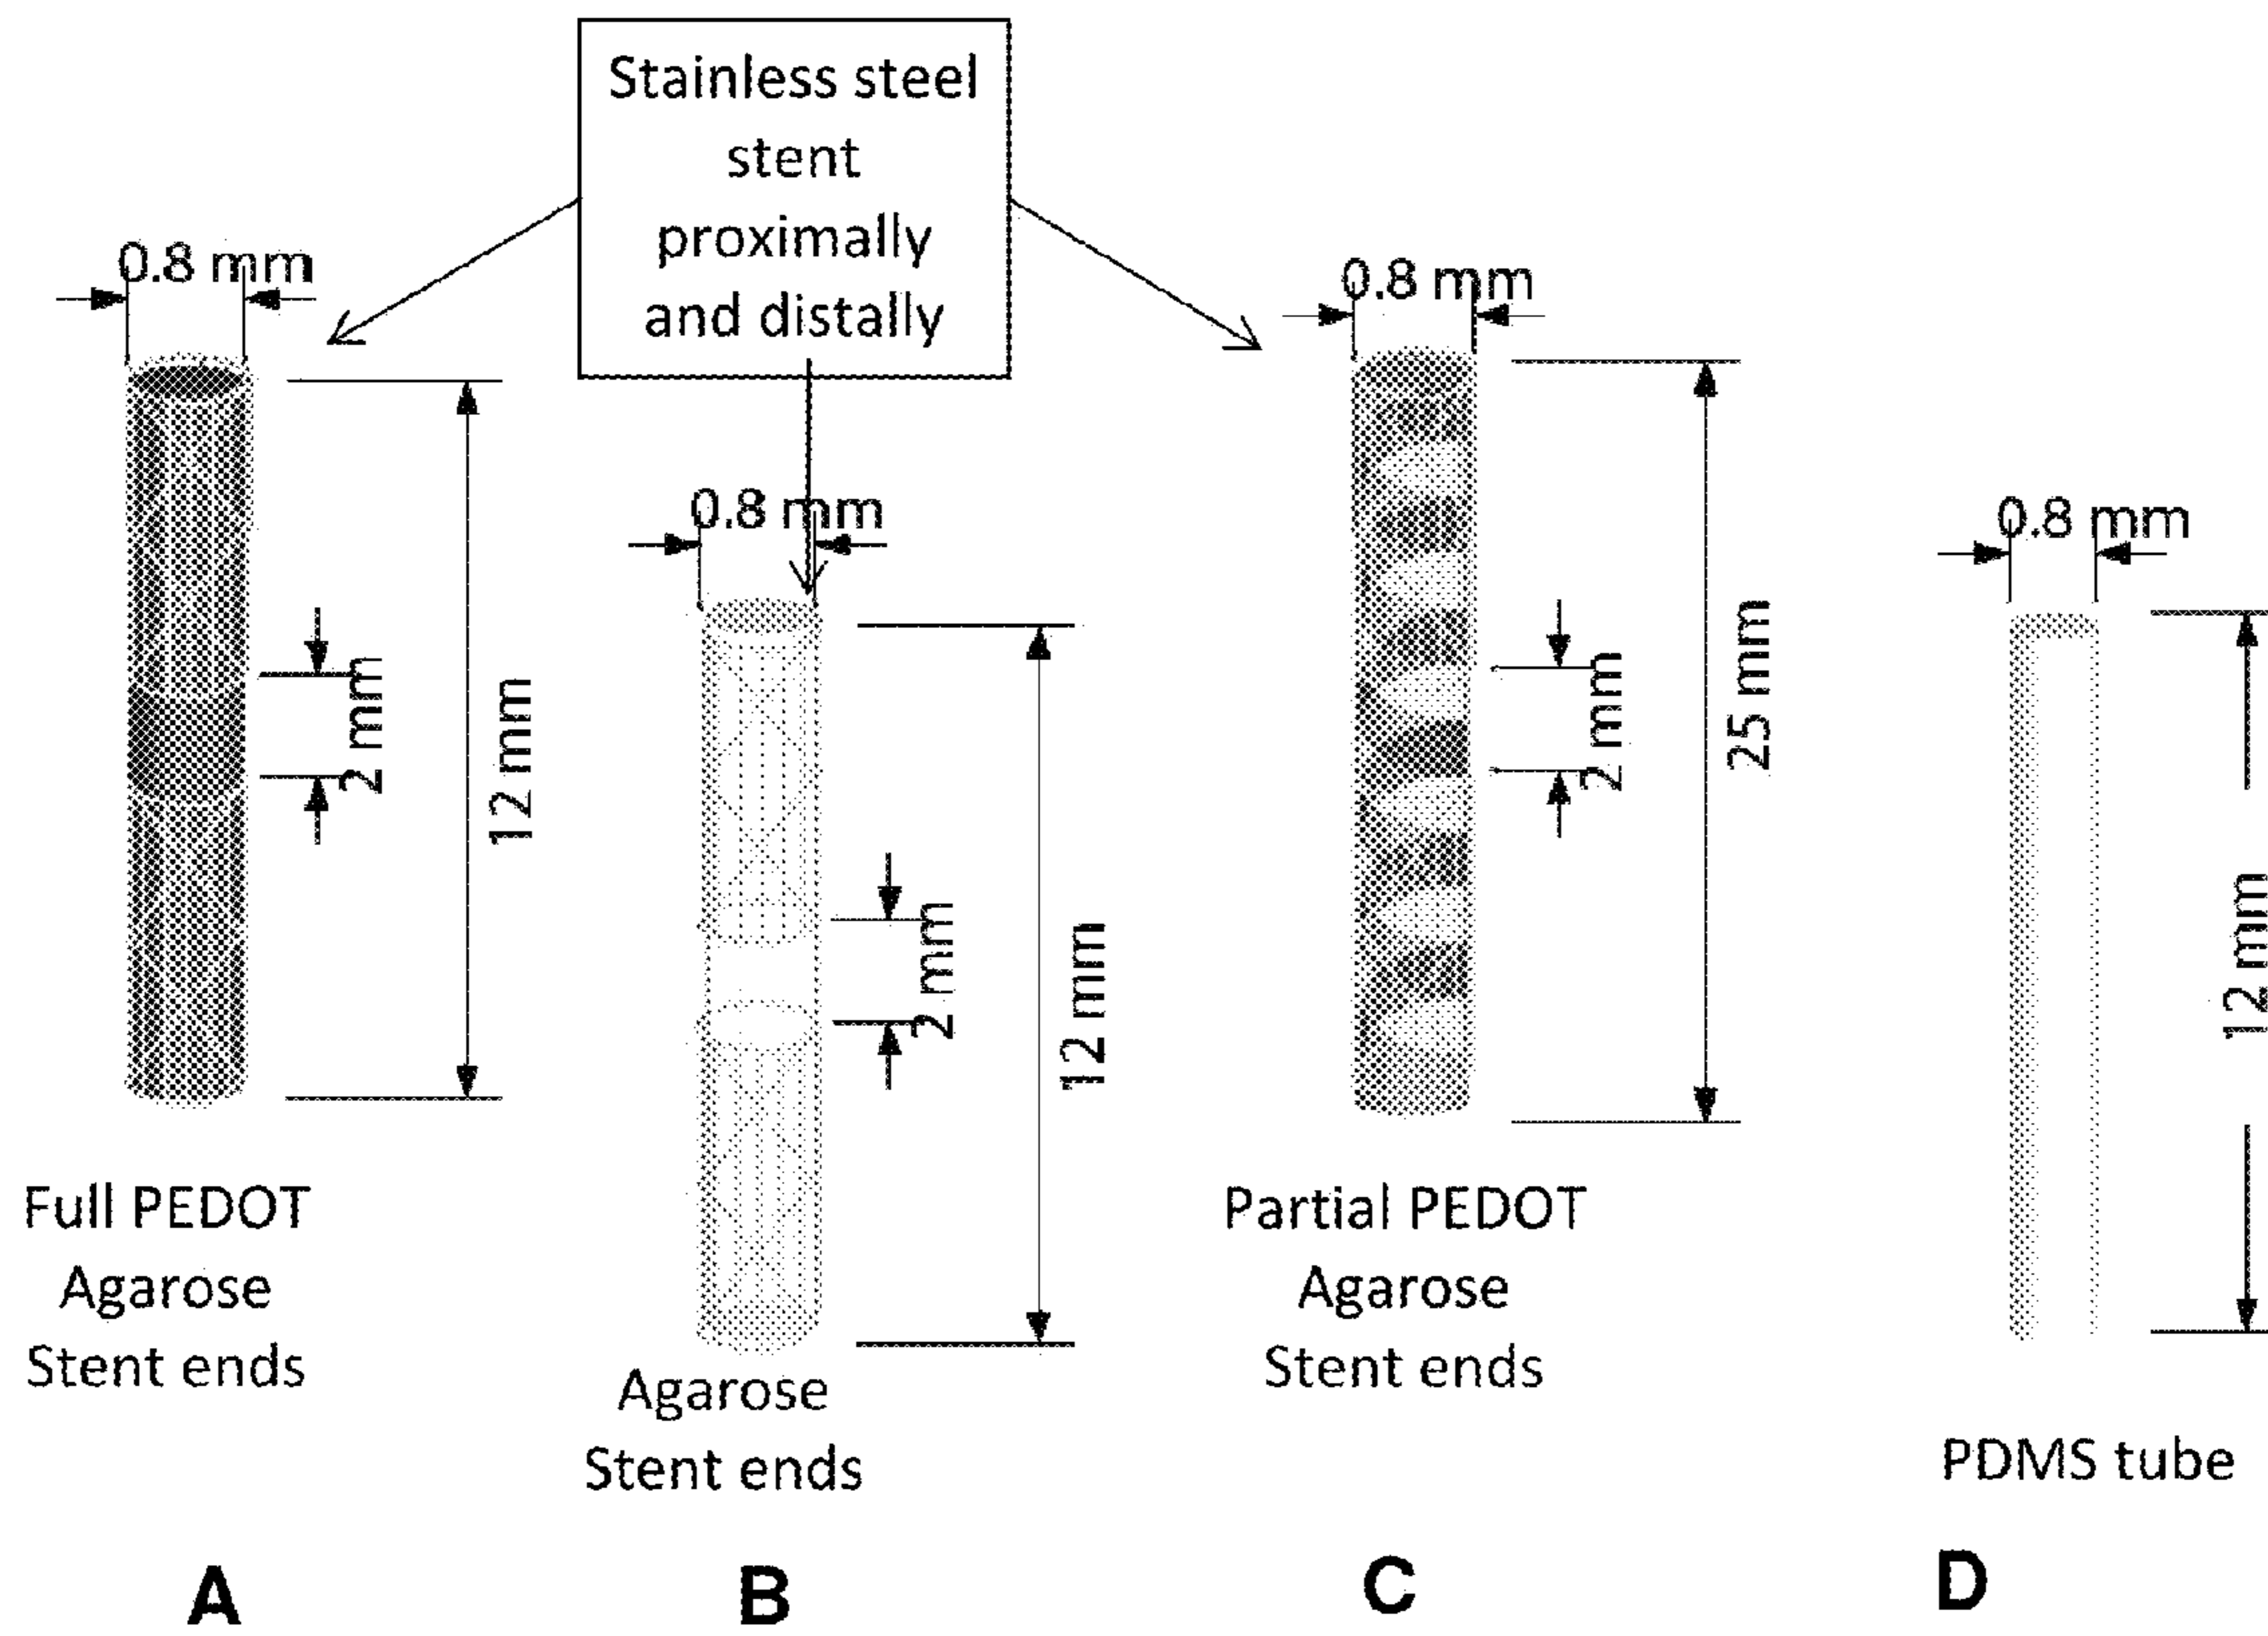 Stainless steel
stent
proximally
and distally
0.8 mm
2 mm
12 mm
Full PEDOT
Agarose
Stent ends
A
0.8 mm
2 mm
12 mm
Agarose
Stent ends
B
0.8 mm
2 mm
25 mm
Partial PEDOT
Agarose
Stent ends
C
0.8 mm
12 mm
PDMS tube
D